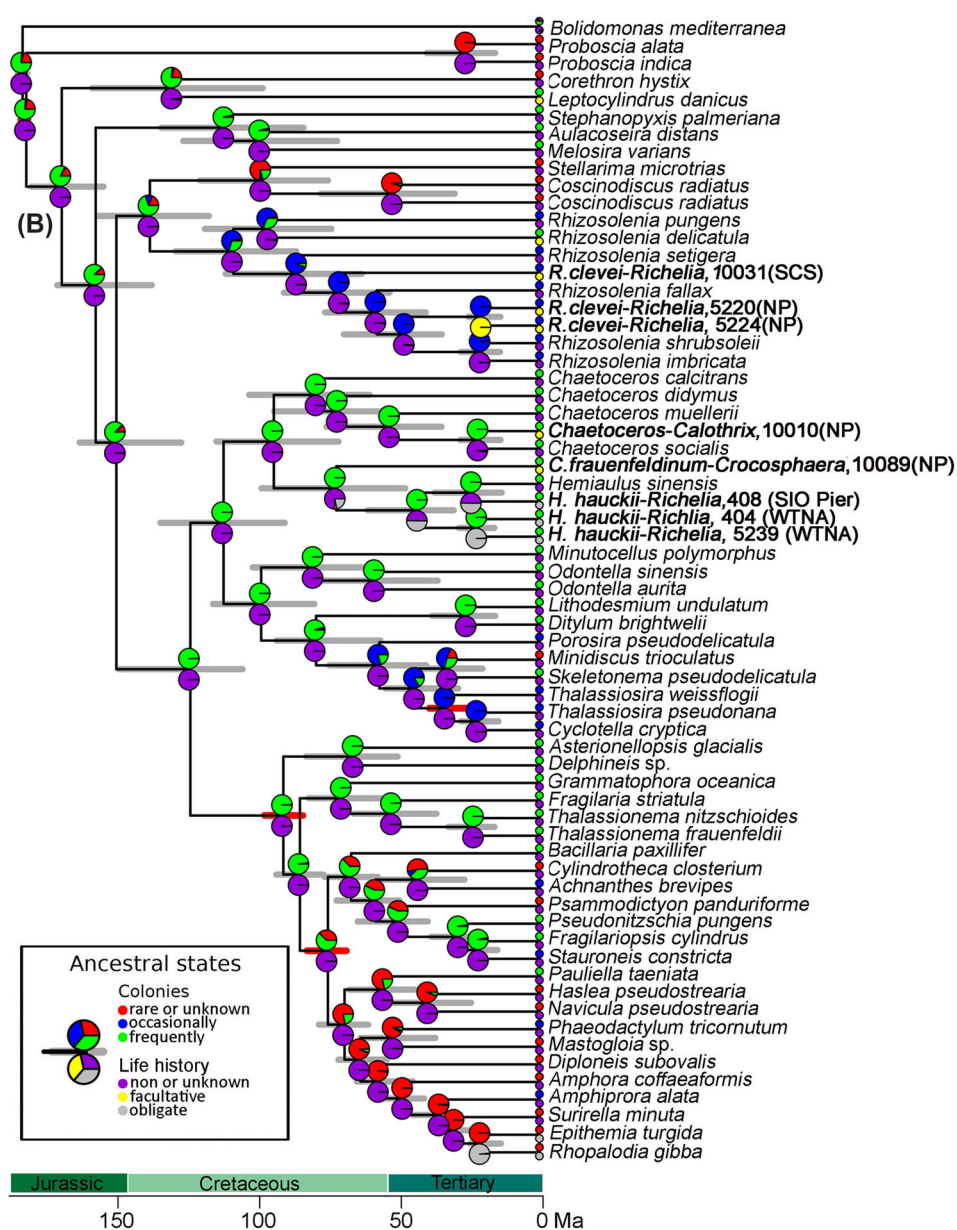 Bolidomonas mediterranea
Proboscia alata
Proboscia indica
Corethron hystix
Leptocylindrus danicus
Stephanopyxis palmeriana
Aulacoseira distans
Melosira varians
Stellarima microtrias
Coscinodiscus radiatus
Coscinodiscus radiatus
(B)
Rhizosolenia pungens
Rhizosolenia delicatula
Rhizosolenia setigera
R.clevei-Richelia,10031(SCS)
Rhizosolenia fallax
R.clevei-Richelia,5220(NP)
R.clevei-Richelia, 5224(NP)
Rhizosolenia shrubsoleii
Rhizosolenia imbricata
Chaetoceros calcitrans
Chaetoceros didymus
Chaetoceros muellerii
Chaetoceros-Calothrix,10010(NP)
Chaetoceros socialis
C.frauenfeldinum-Crocosphaera,10089(NP)
Hemiaulus sinensis
H. hauckii-Richelia,408 (SIO Pier)
H. hauckii-Richlia, 404 (WTNA)
H. hauckii-Richelia, 5239 (WTNA)
Minutocellus polymorphus
Odontella sinensis
Odontella aurita
Lithodesmium undulatum
Ditylum brightwelii
Porosira pseudodelicatula
Minidiscus trioculatus
Skeletonema pseudodelicatula
Thalassiosira weissflogii
Thalassiosira pseudonana
Cyclotella cryptica
Asterionellopsis glacialis
Delphineis sp.
Grammatophora oceanica
Fragilaria striatula
Thalassionema nitzschioides
Thalassionema frauenfeldii
Bacillaria paxillifer
Cylindrotheca closterium
Achnanthes brevipes
Psammodictyon panduriforme
Pseudonitzschia pungens
Fragilariopsis cylindrus
Stauroneis constricta
Pauliella taeniata
Haslea pseudostrearia
Navicula pseudostrearia
Phaeodactylum tricornutum
Mastogloia sp.
Diploneis subovalis
Amphora coffaeaformis
Amphiprora alata
Surirella minuta
Epithemia turgida
Rhopalodia gibba
Ancestral states
Colonies
rare or unknown
occasionally
frequently
Life history
non or unknown
facultative
obligate
Jurassic Cretaceous Tertiary
150 100 50 0 Ma